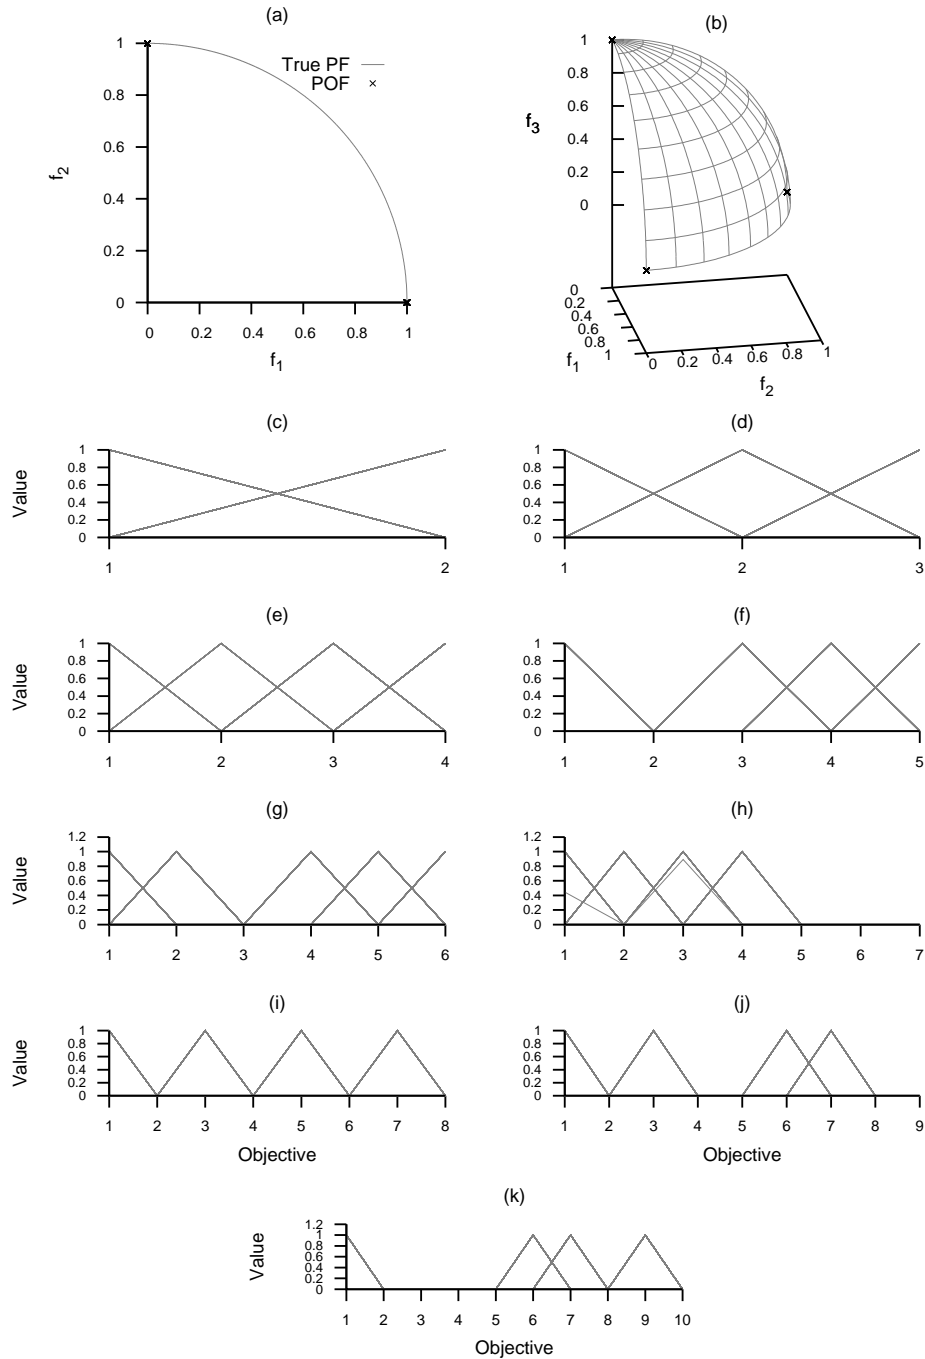 (a)
1
0.8
0.6
0.4
0.2
0
0 0.2 0.4 0.6 0.8 1
f2
f1
True PF
POF
(b)
1
0.8
0.6
0.4
0.2
0
f3
0
0.2
0.4
0.6
0.8
1
f1
0 0.2 0.4 0.6 0.8 1
f2
(c)
Value
1
0.8
0.6
0.4
0.2
0
1 2
(d)
1
0.8
0.6
0.4
0.2
0
1 2 3
(e)
Value
1
0.8
0.6
0.4
0.2
0
1 2 3 4
(f)
1
0.8
0.6
0.4
0.2
0
1 2 3 4 5
(g)
Value
1.2
1
0.8
0.6
0.4
0.2
0
1 2 3 4 5 6
(h)
1.2
1
0.8
0.6
0.4
0.2
0
1 2 3 4 5 6 7
(i)
Value
1
0.8
0.6
0.4
0.2
0
1 2 3 4 5 6 7 8
Objective
(j)
1
0.8
0.6
0.4
0.2
0
1 2 3 4 5 6 7 8 9
Objective
(k)
Value
1.2
1
0.8
0.6
0.4
0.2
0
1 2 3 4 5 6 7 8 9 10
Objective